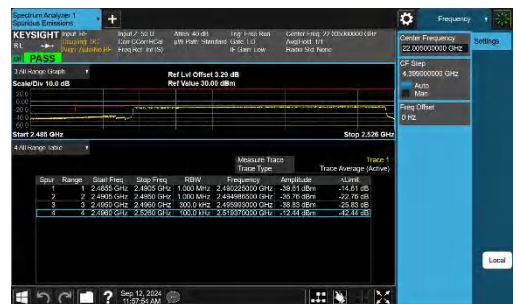 Spectrum Analyzer 1
Spurious Emissions
Frequency
KEYSIGHT
Input: RF
Coupling: DC
Align: Auto/No RF
Input Z: 50 Ω
Corr CCorr RCal
Freq Ref: Int (S)
Atten: 40 dB
µW Path: Standard
Trig: Free Run
Gate: LO
IF Gain: Low
Center Freq: 22.005000000 GHz
Avg|Hold: 1/1
Radio Std: None
RL
PASS
Center Frequency
22.005000000 GHz
Settings
CF Step
4.399000000 GHz
Auto
Man
Freq Offset
0 Hz
3 All Range Graph
Scale/Div 10.0 dB
Ref Lvl Offset 3.29 dB
Ref Value 30.00 dBm
Start 2.486 GHz
Stop 2.526 GHz
4 All Range Table
Measure Trace
Trace 1
Trace Type
Trace Average (Active)
Spur Range Start Freq Stop Freq RBW Frequency Amplitude ΔLimit
1 1 2.4855 GHz 2.4905 GHz 1.000 MHz 2.490225000 GHz -39.61 dBm -14.61 dB
2 2 2.4905 GHz 2.4950 GHz 1.000 MHz 2.494986500 GHz -35.76 dBm -22.76 dB
3 3 2.4950 GHz 2.4960 GHz 300.0 kHz 2.495993000 GHz -38.83 dBm -25.83 dB
4 4 2.4960 GHz 2.5260 GHz 100.0 kHz 2.519370000 GHz -12.44 dBm -42.44 dB
Local
Sep 12, 2024
11:57:54 AM